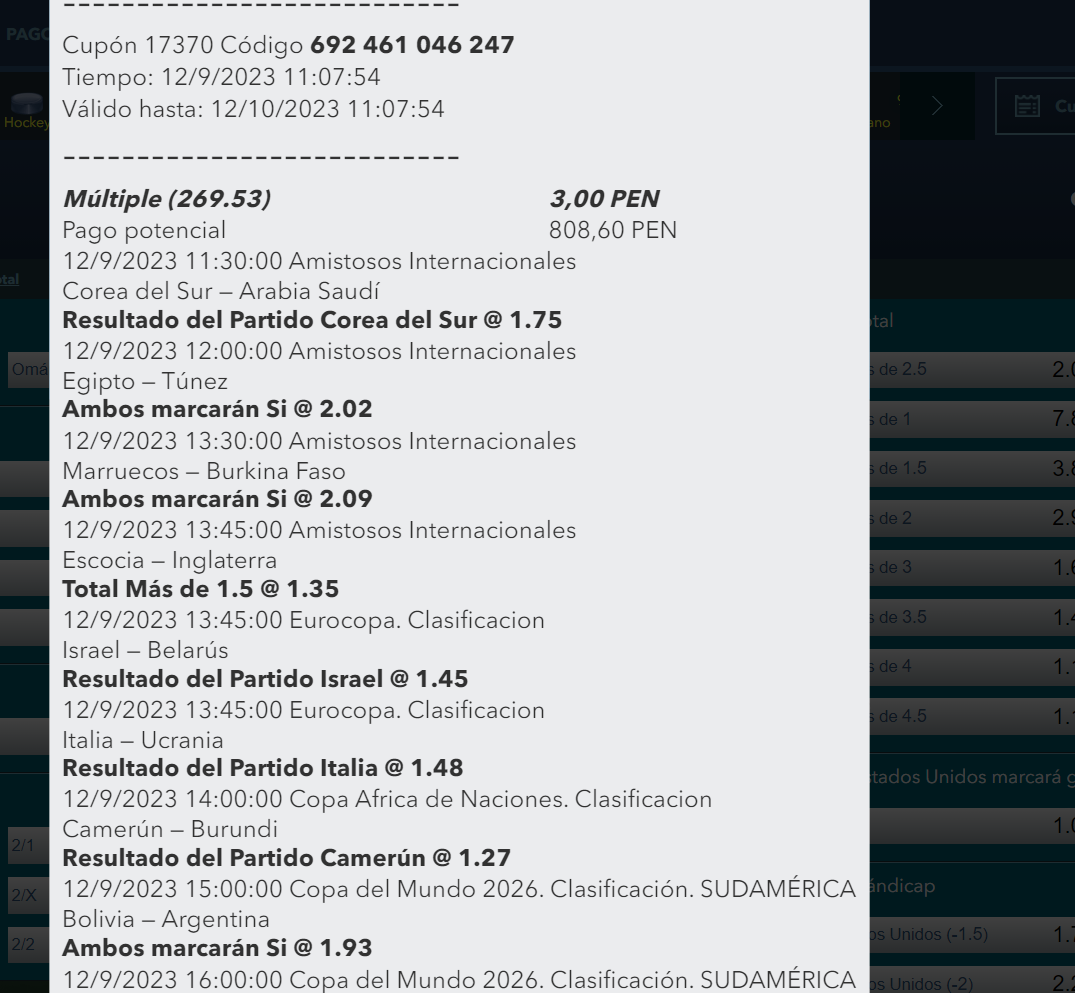 PAGO
Hockey
ano
Cu
Cupón 17370 Código 692 461 046 247
Tiempo: 12/9/2023 11:07:54
Válido hasta: 12/10/2023 11:07:54
Múltiple (269.53) 3,00 PEN
Pago potencial 808,60 PEN
12/9/2023 11:30:00 Amistosos Internacionales
Corea del Sur – Arabia Saudí
Resultado del Partido Corea del Sur @ 1.75
12/9/2023 12:00:00 Amistosos Internacionales
Egipto – Túnez
Ambos marcarán Si @ 2.02
12/9/2023 13:30:00 Amistosos Internacionales
Marruecos – Burkina Faso
Ambos marcarán Si @ 2.09
12/9/2023 13:45:00 Amistosos Internacionales
Escocia – Inglaterra
Total Más de 1.5 @ 1.35
12/9/2023 13:45:00 Eurocopa. Clasificacion
Israel – Belarús
Resultado del Partido Israel @ 1.45
12/9/2023 13:45:00 Eurocopa. Clasificacion
Italia – Ucrania
Resultado del Partido Italia @ 1.48
12/9/2023 14:00:00 Copa Africa de Naciones. Clasificacion
Camerún – Burundi
Resultado del Partido Camerún @ 1.27
12/9/2023 15:00:00 Copa del Mundo 2026. Clasificación. SUDAMÉRICA
Bolivia – Argentina
Ambos marcarán Si @ 1.93
12/9/2023 16:00:00 Copa del Mundo 2026. Clasificación. SUDAMÉRICA
tal
Omá
2/1
2/X
2/2
tal
s de 2.5 2.0
s de 1 7.8
s de 1.5 3.8
s de 2 2.9
s de 3 1.6
s de 3.5 1.4
s de 4 1.1
s de 4.5 1.1
tados Unidos marcará g
1.0
ándicap
os Unidos (-1.5) 1.7
os Unidos (-2) 2.2